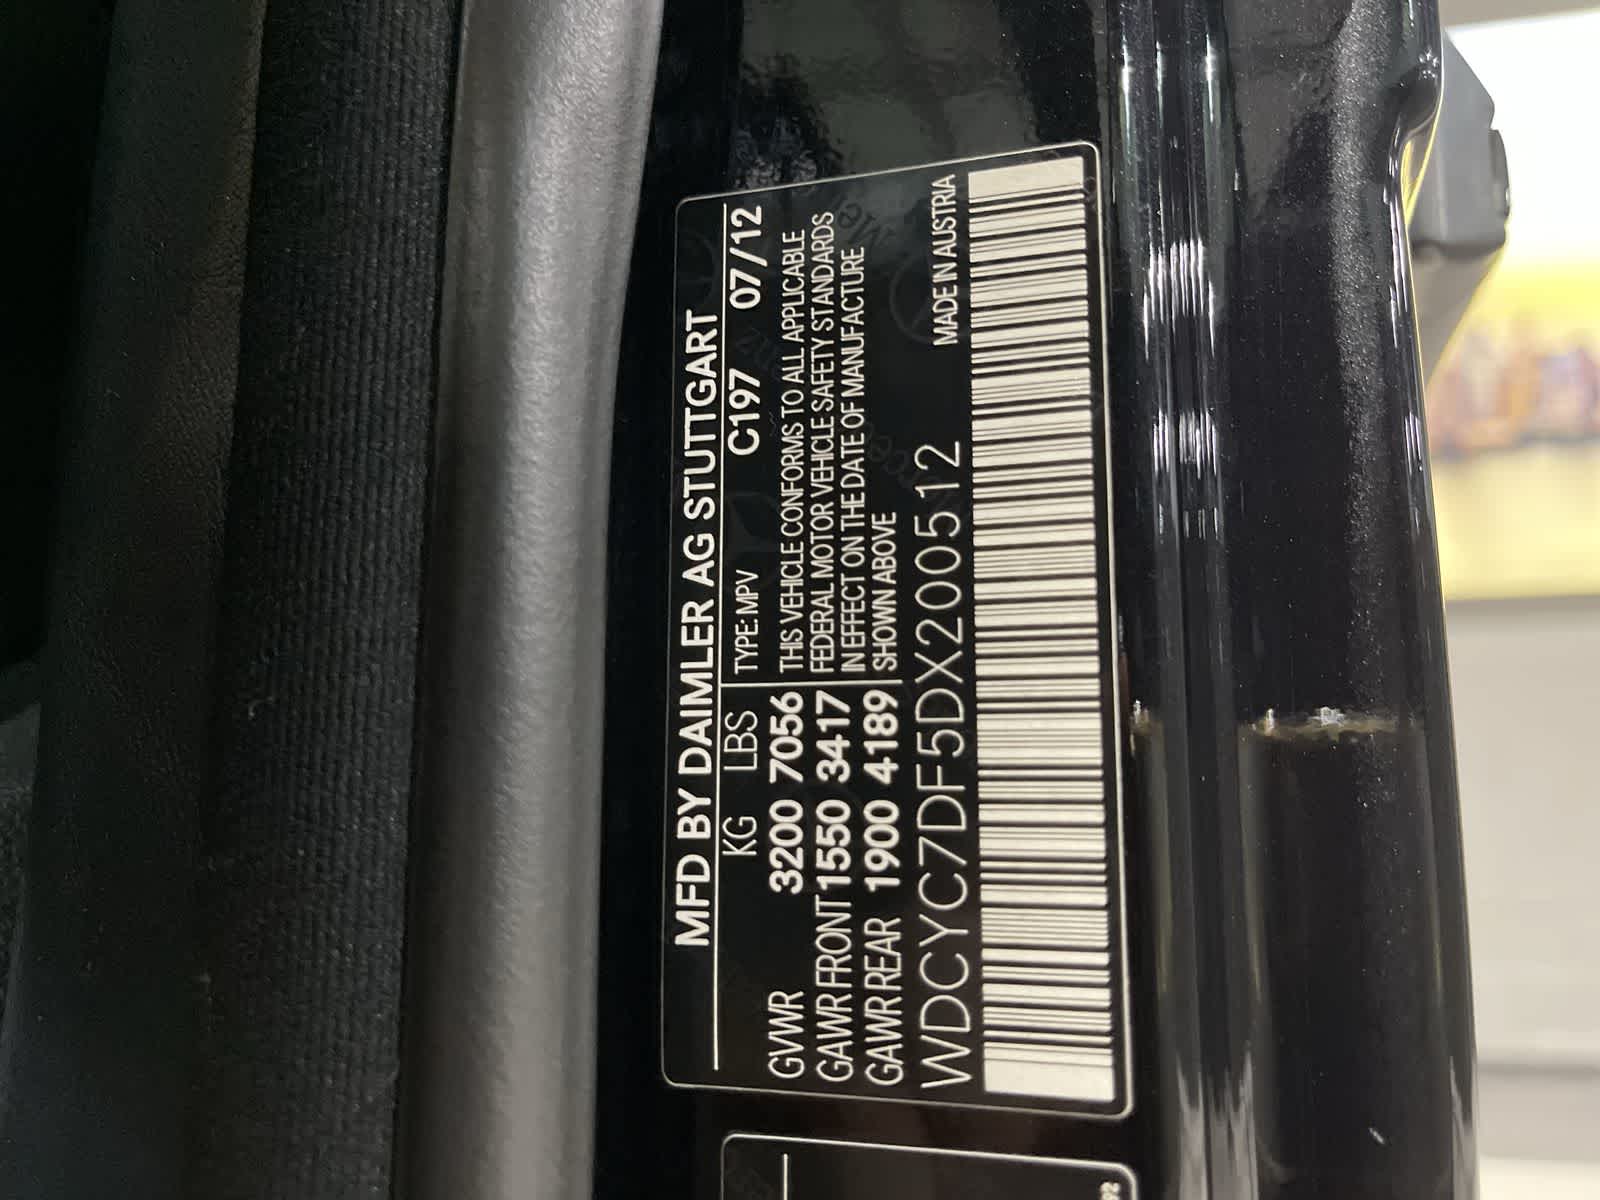 MFD BY DAIMLER AG STUTTGART
KG LBS TYPE: MPV C197 07/12
GVWR 3200 7056 THIS VEHICLE CONFORMS TO ALL APPLICABLE
GAWR FRONT 1550 3417 FEDERAL MOTOR VEHICLE SAFETY STANDARDS
IN EFFECT ON THE DATE OF MANUFACTURE
GAWR REAR 1900 4189 SHOWN ABOVE
WDCYC7DF5DX200512 MADE IN AUSTRIA